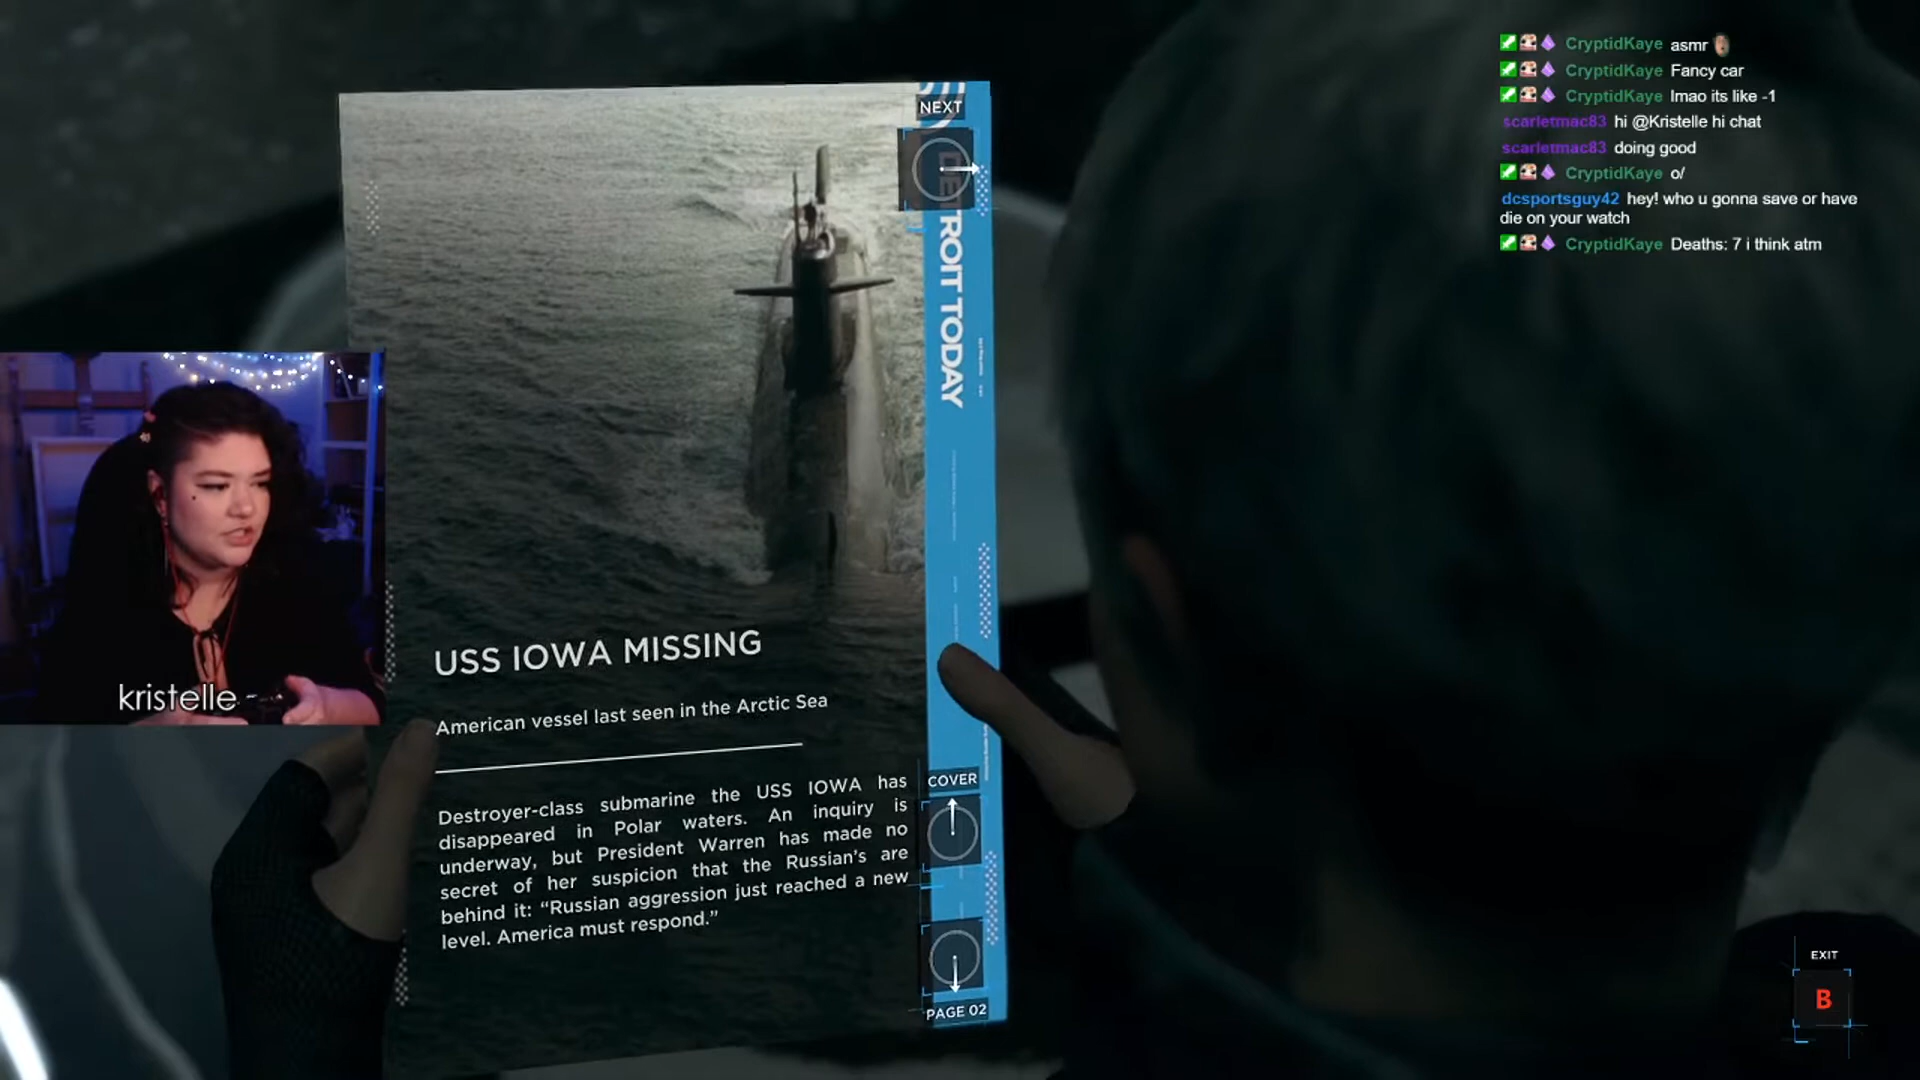 CryptidKaye asmr
CryptidKaye Fancy car
CryptidKaye lmao its like -1
scarletmac83 hi @Kristelle hi chat
scarletmac83 doing good
CryptidKaye o/
dcsportsguy42 hey! who u gonna save or have
die on your watch
CryptidKaye Deaths: 7 i think atm
NEXT
DETROIT TODAY
kristelle
USS IOWA MISSING
American vessel last seen in the Arctic Sea
Destroyer-class submarine the USS IOWA has
disappeared in Polar waters. An inquiry is
underway, but President Warren has made no
secret of her suspicion that the Russian's are
behind it: “Russian aggression just reached a new
level. America must respond.”
COVER
PAGE 02
EXIT
B